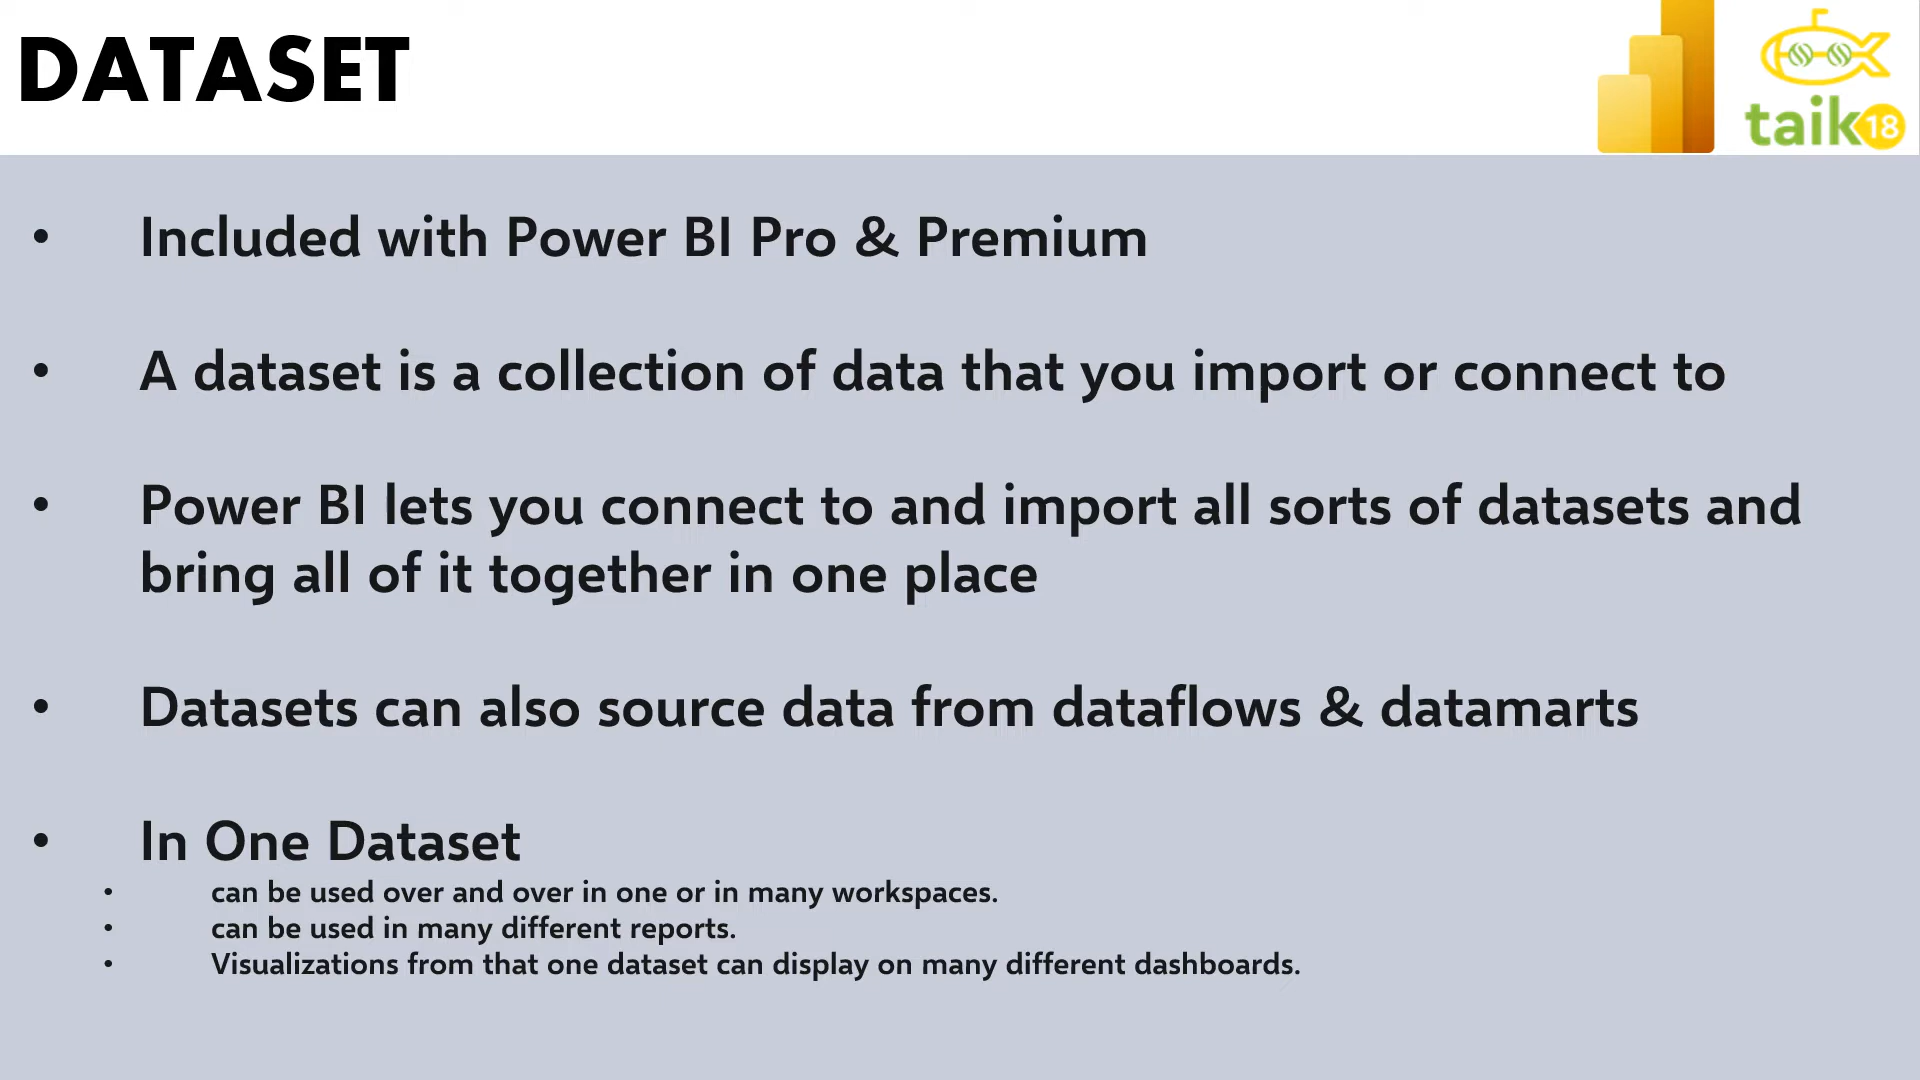 DATASET
taik18
• Included with Power BI Pro & Premium
• A dataset is a collection of data that you import or connect to
• Power BI lets you connect to and import all sorts of datasets and
bring all of it together in one place
• Datasets can also source data from dataflows & datamarts
• In One Dataset
• can be used over and over in one or in many workspaces.
• can be used in many different reports.
• Visualizations from that one dataset can display on many different dashboards.